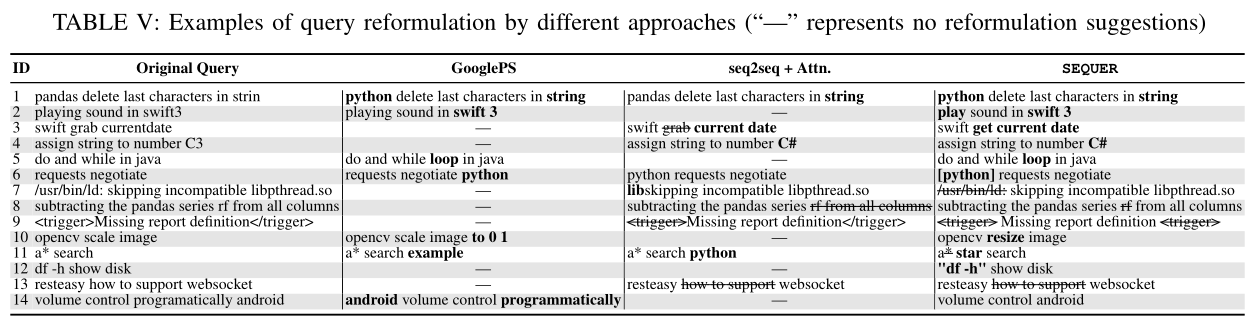 TABLE V: Examples of query reformulation by different approaches (“—” represents no reformulation suggestions)
ID Original Query GooglePS seq2seq + Attn. SEQUER
1 pandas delete last characters in strin python delete last characters in string pandas delete last characters in string python delete last characters in string
2 playing sound in swift3 playing sound in swift 3 — play sound in swift 3
3 swift grab currentdate — swift grab current date swift get current date
4 assign string to number C3 — assign string to number C# assign string to number C#
5 do and while in java do and while loop in java — do and while loop in java
6 requests negotiate requests negotiate python python requests negotiate [python] requests negotiate
7 /usr/bin/ld: skipping incompatible libpthread.so — libskipping incompatible libpthread.so /usr/bin/ld: skipping incompatible libpthread.so
8 subtracting the pandas series rf from all columns — subtracting the pandas series rf from all columns subtracting the pandas series rf from all columns
9 <trigger>Missing report definition</trigger> — <trigger>Missing report definition</trigger> <trigger> Missing report definition <trigger>
10 opencv scale image opencv scale image to 0 1 — opencv resize image
11 a* search a* search example a* search python a* star search
12 df -h show disk — — "df -h" show disk
13 resteasy how to support websocket — resteasy how to support websocket resteasy how to support websocket
14 volume control programatically android android volume control programmatically — volume control android